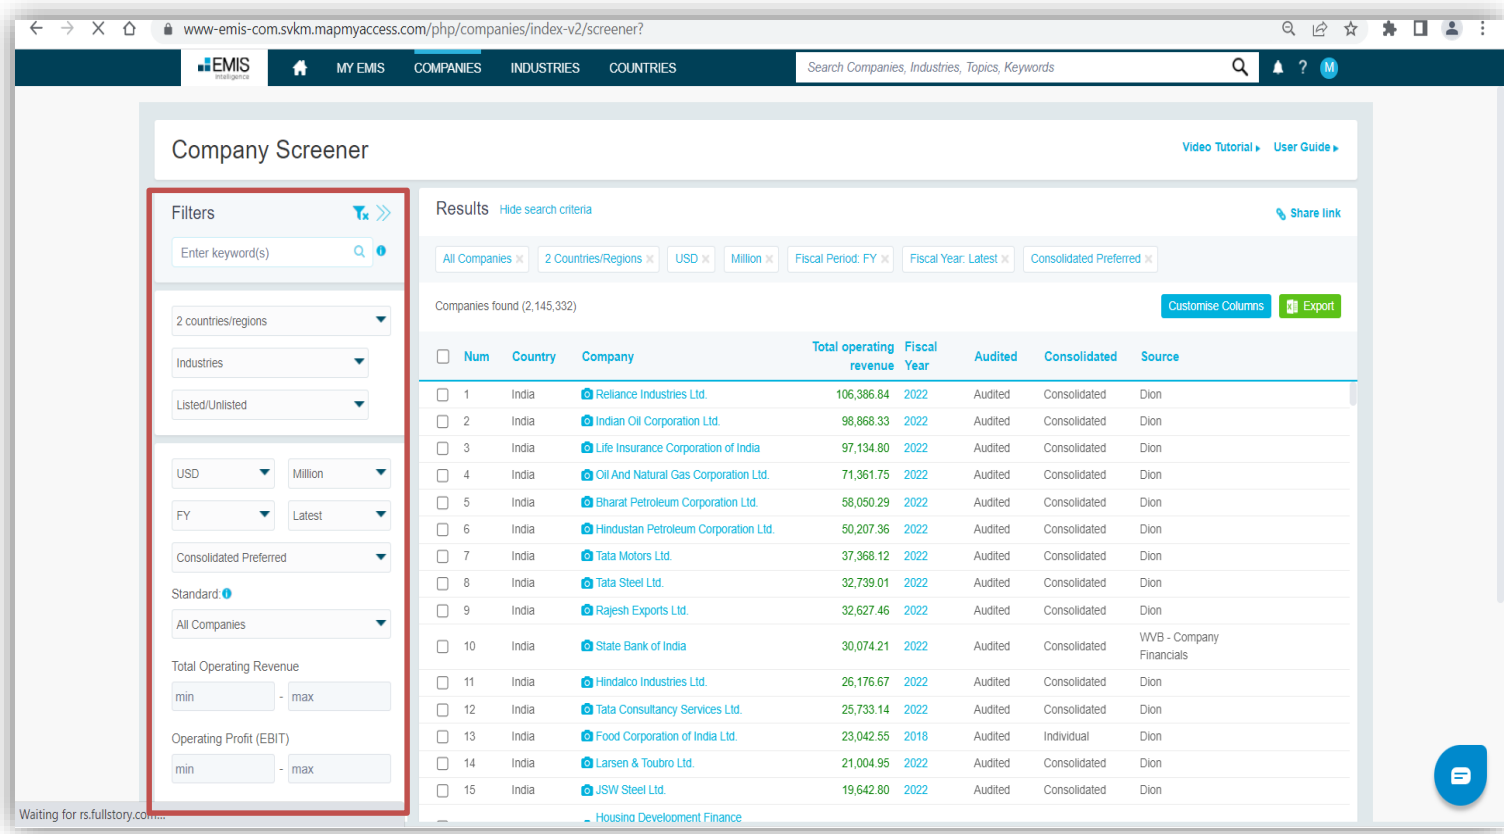 www-emis-com.svkm.mapmyaccess.com/php/companies/index-v2/screener?
EMIS
Intelligence
MY EMIS COMPANIES INDUSTRIES COUNTRIES
Search Companies, Industries, Topics, Keywords
? M
Company Screener
Video Tutorial User Guide
Filters
Enter keyword(s)
2 countries/regions
Industries
Listed/Unlisted
USD Million
FY Latest
Consolidated Preferred
Standard:
All Companies
Total Operating Revenue
min - max
Operating Profit (EBIT)
min - max
Results Hide search criteria
Share link
All Companies × 2 Countries/Regions × USD × Million × Fiscal Period: FY × Fiscal Year: Latest × Consolidated Preferred ×
Companies found (2,145,332)
Customise Columns Export
Num Country Company Total operating revenue Fiscal Year Audited Consolidated Source
1 India Reliance Industries Ltd. 106,386.84 2022 Audited Consolidated Dion
2 India Indian Oil Corporation Ltd. 98,868.33 2022 Audited Consolidated Dion
3 India Life Insurance Corporation of India 97,134.80 2022 Audited Consolidated Dion
4 India Oil And Natural Gas Corporation Ltd. 71,361.75 2022 Audited Consolidated Dion
5 India Bharat Petroleum Corporation Ltd. 58,050.29 2022 Audited Consolidated Dion
6 India Hindustan Petroleum Corporation Ltd. 50,207.36 2022 Audited Consolidated Dion
7 India Tata Motors Ltd. 37,368.12 2022 Audited Consolidated Dion
8 India Tata Steel Ltd. 32,739.01 2022 Audited Consolidated Dion
9 India Rajesh Exports Ltd. 32,627.46 2022 Audited Consolidated Dion
10 India State Bank of India 30,074.21 2022 Audited Consolidated WVB - Company Financials
11 India Hindalco Industries Ltd. 26,176.67 2022 Audited Consolidated Dion
12 India Tata Consultancy Services Ltd. 25,733.14 2022 Audited Consolidated Dion
13 India Food Corporation of India Ltd. 23,042.55 2018 Audited Individual Dion
14 India Larsen & Toubro Ltd. 21,004.95 2022 Audited Consolidated Dion
15 India JSW Steel Ltd. 19,642.80 2022 Audited Consolidated Dion
Housing Development Finance
Waiting for rs.fullstory.com...